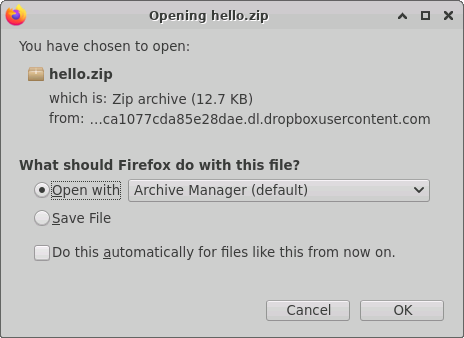 Opening hello.zip
You have chosen to open:
hello.zip
which is: Zip archive (12.7 KB)
from: ...ca1077cda85e28dae.dl.dropboxusercontent.com
What should Firefox do with this file?
Open with Archive Manager (default)
Save File
Do this automatically for files like this from now on.
Cancel OK